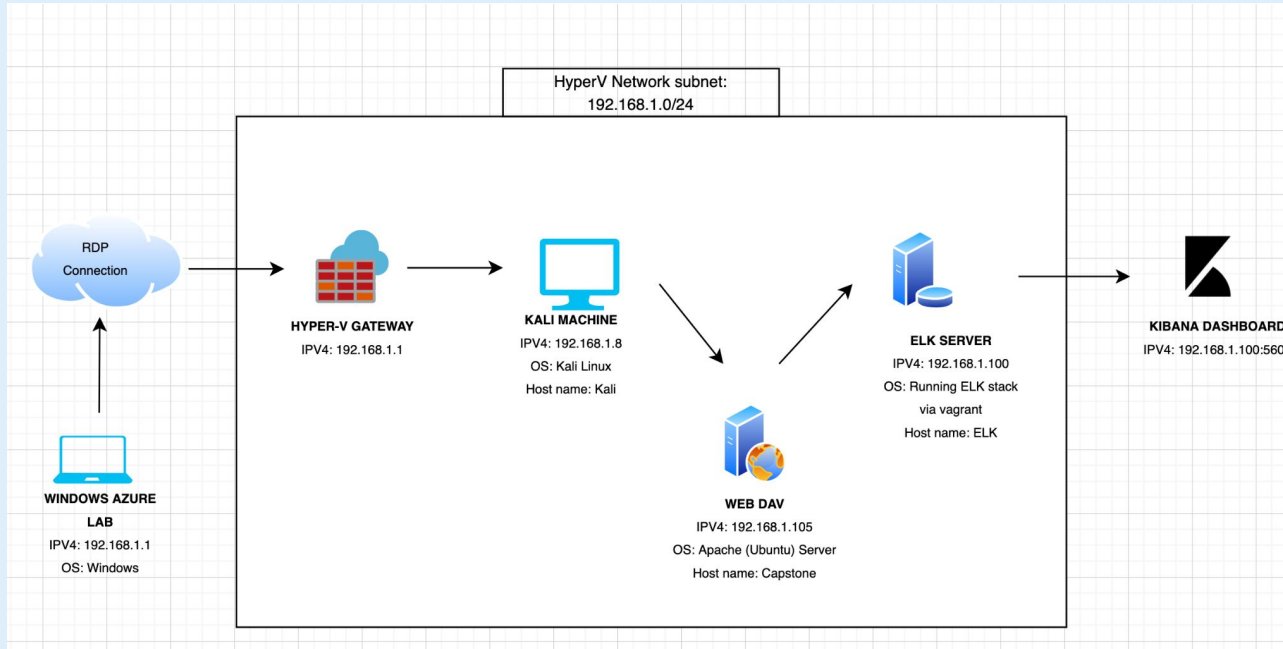 HyperV Network subnet:
192.168.1.0/24
RDP
Connection
HYPER-V GATEWAY
IPV4: 192.168.1.1
KALI MACHINE
IPV4: 192.168.1.8
OS: Kali Linux
Host name: Kali
ELK SERVER
IPV4: 192.168.1.100
OS: Running ELK stack
via vagrant
Host name: ELK
KIBANA DASHBOARD
IPV4: 192.168.1.100:560
WINDOWS AZURE
LAB
IPV4: 192.168.1.1
OS: Windows
WEB DAV
IPV4: 192.168.1.105
OS: Apache (Ubuntu) Server
Host name: Capstone